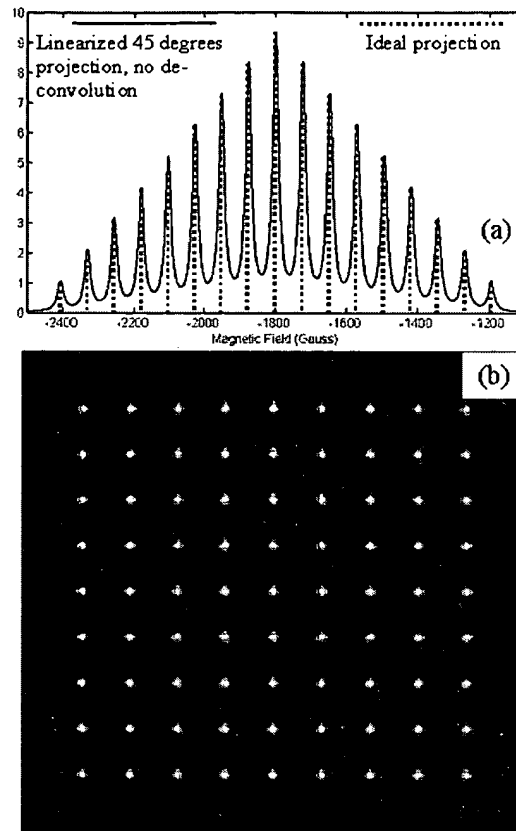 Linearized 45 degrees
projection, no de-
convolution
Ideal projection
10
9
8
7
6
5
4
3
2
1
0
(a)
-2400 -2200 -2000 -1800 -1600 -1400 -1200
Magnetic Field (Gauss)
(b)